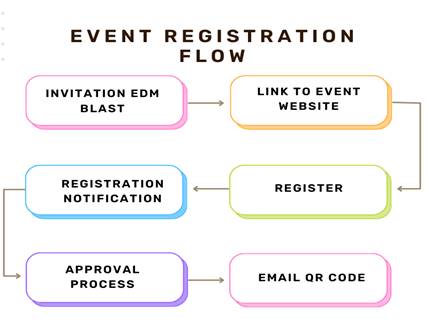 EVENT REGISTRATION
FLOW
INVITATION EDM
BLAST
LINK TO EVENT
WEBSITE
REGISTER
REGISTRATION
NOTIFICATION
APPROVAL
PROCESS
EMAIL QR CODE